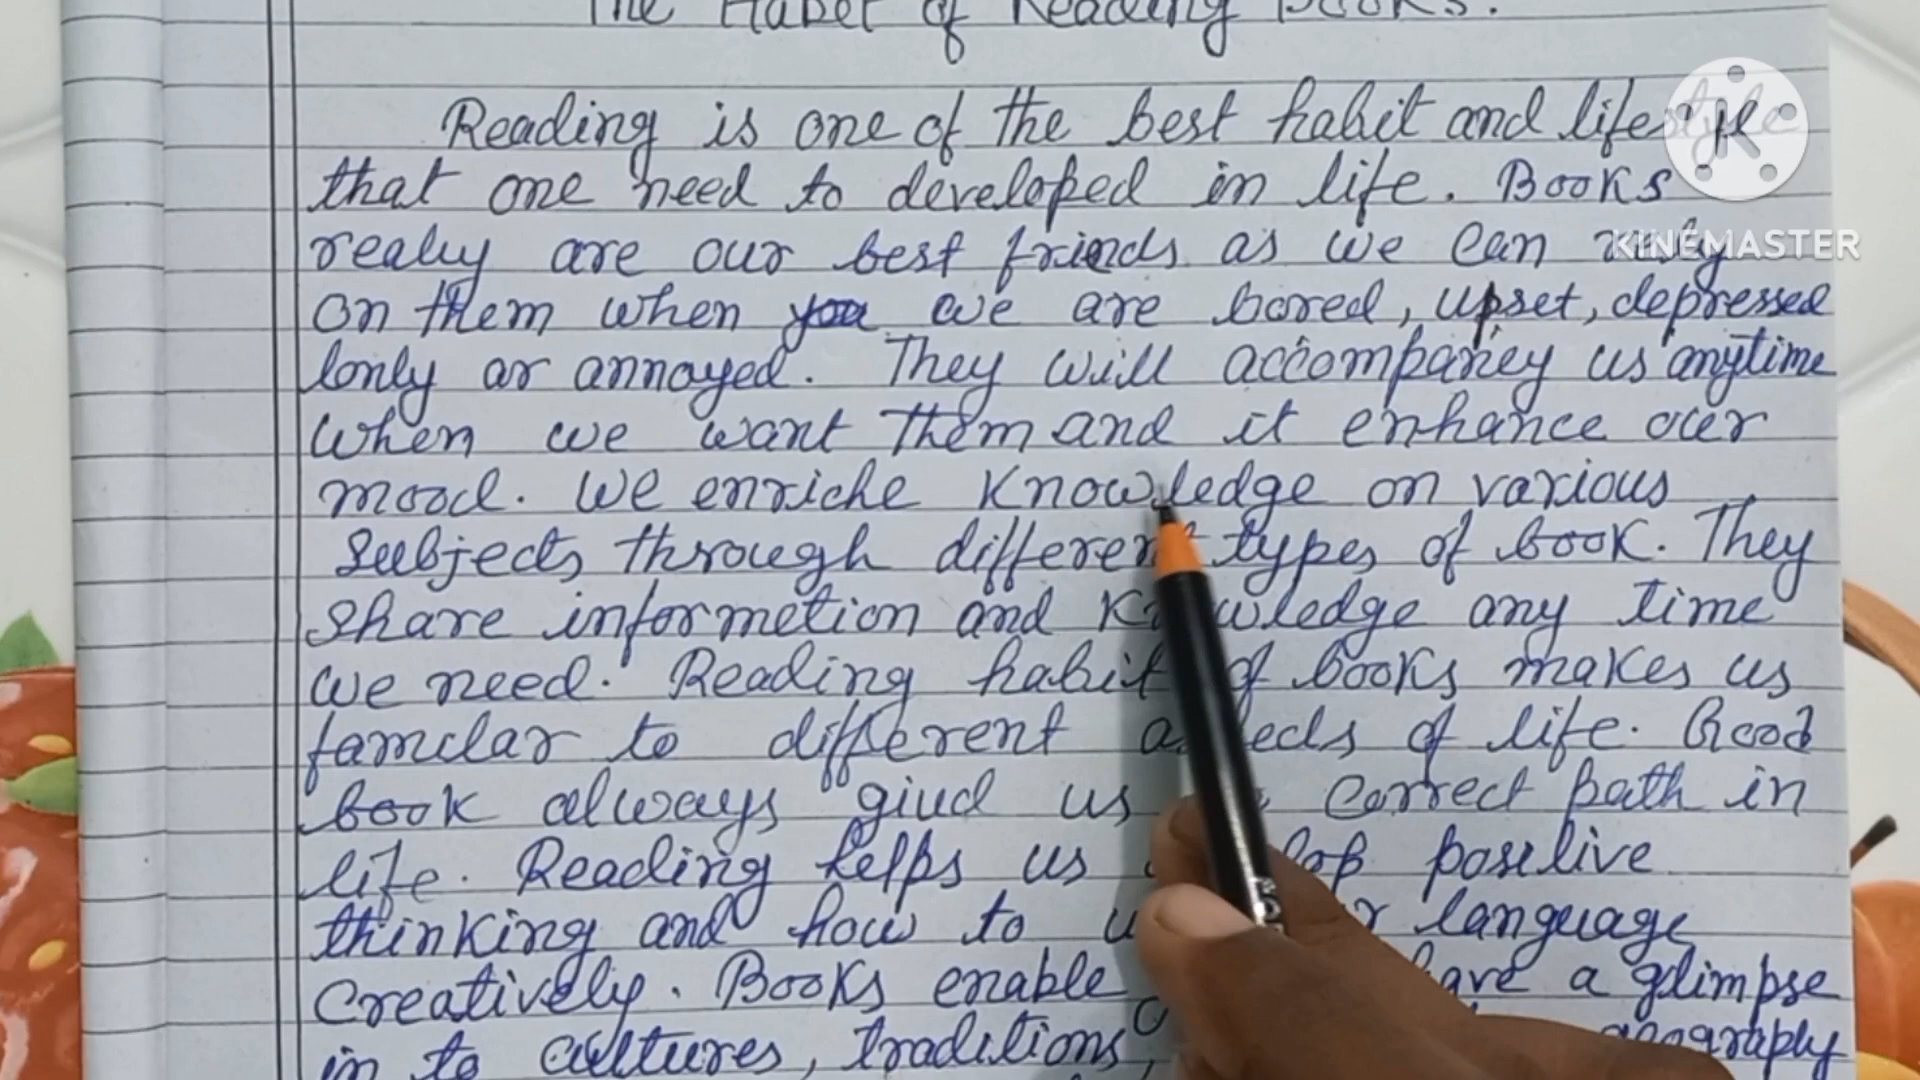 The Habet of Reading Books.
Reading is one of the best habit and lifestyle
that one need to developed in life. Books
realy are our best friends as we can rely
on them when you we are bored, upset, depressed
lonly or annoyed. They will accompaney us anytime
when we want them and it enhance our
mood. We enriche Knowledge on various
subjects through different types of book. They
share informetion and Knowledge any time
we need. Reading habit of books makes us
famclar to different aspects of life. Good
book always giud us correct path in
life. Reading helps us positive
thinking and how to language
creatively. Books enable have a glimpse
in to cultures, traditions, geography
K
KINEMASTER